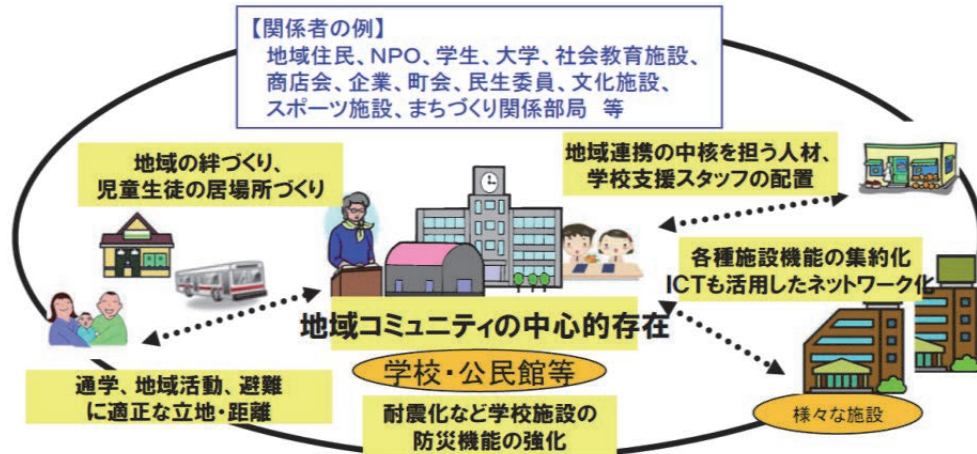 【関係者の例】
地域住民、NPO、学生、大学、社会教育施設、
商店会、企業、町会、民生委員、文化施設、
スポーツ施設、まちづくり関係部局 等
地域の絆づくり、
児童生徒の居場所づくり
地域連携の中核を担う人材、
学校支援スタッフの配置
各種施設機能の集約化
ICTも活用したネットワーク化
地域コミュニティの中心的存在
学校・公民館等
通学、地域活動、避難
に適正な立地・距離
耐震化など学校施設の
防災機能の強化
様々な施設